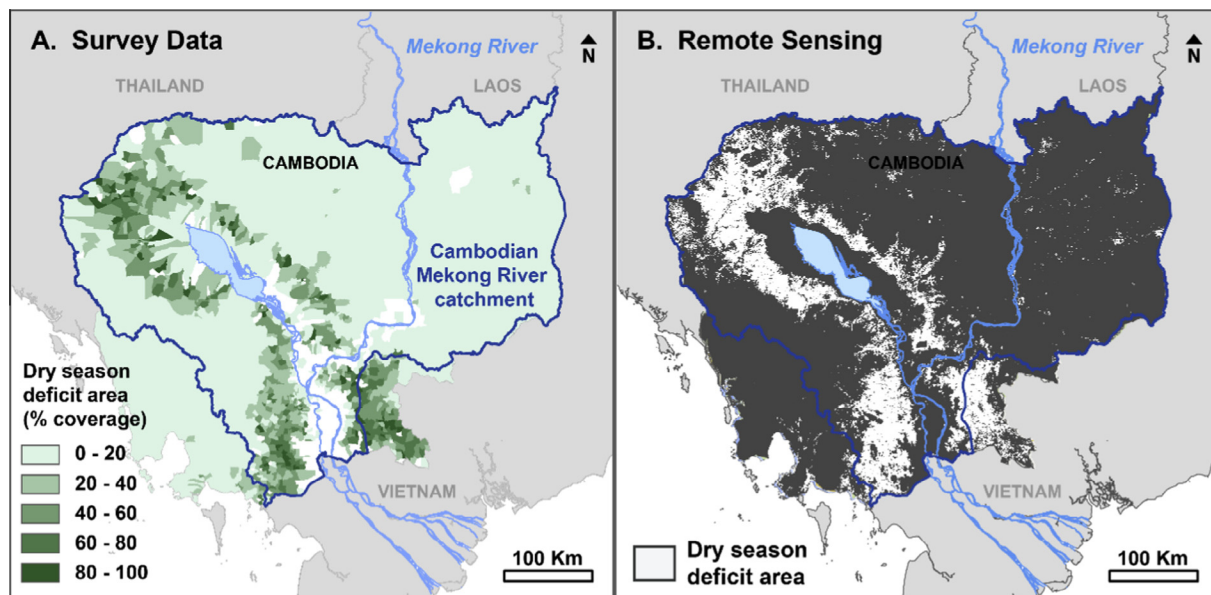 A. Survey Data
Mekong River
N
THAILAND
LAOS
CAMBODIA
Cambodian
Mekong River
catchment
Dry season
deficit area
(% coverage)
0 - 20
20 - 40
40 - 60
60 - 80
80 - 100
VIETNAM
100 Km
B. Remote Sensing
Mekong River
N
THAILAND
LAOS
CAMBODIA
VIETNAM
Dry season
deficit area
100 Km